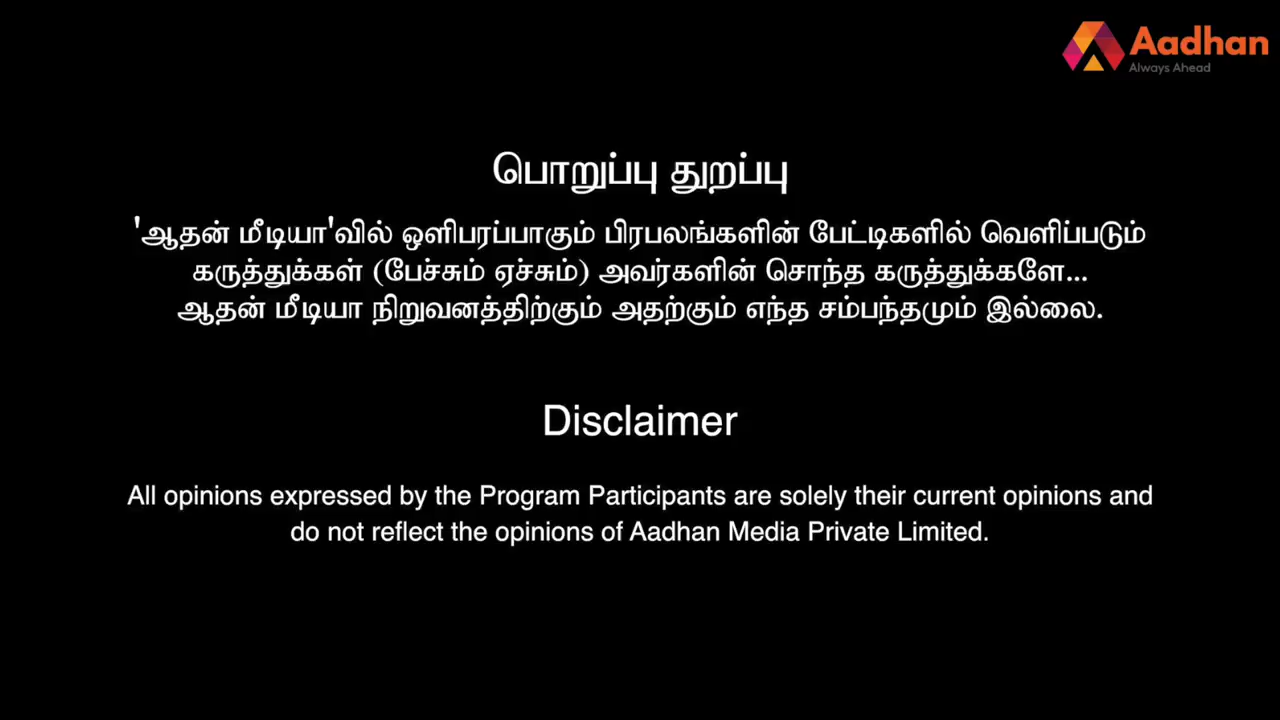 Aadhan
Always Ahead
பொறுப்பு துறப்பு
'ஆதன் மீடியா'வில் ஒளிபரப்பாகும் பிரபலங்களின் பேட்டிகளில் வெளிப்படும்
கருத்துக்கள் (பேச்சும் ஏச்சும்) அவர்களின் சொந்த கருத்துக்களே...
ஆதன் மீடியா நிறுவனத்திற்கும் அதற்கும் எந்த சம்பந்தமும் இல்லை.
Disclaimer
All opinions expressed by the Program Participants are solely their current opinions and
do not reflect the opinions of Aadhan Media Private Limited.